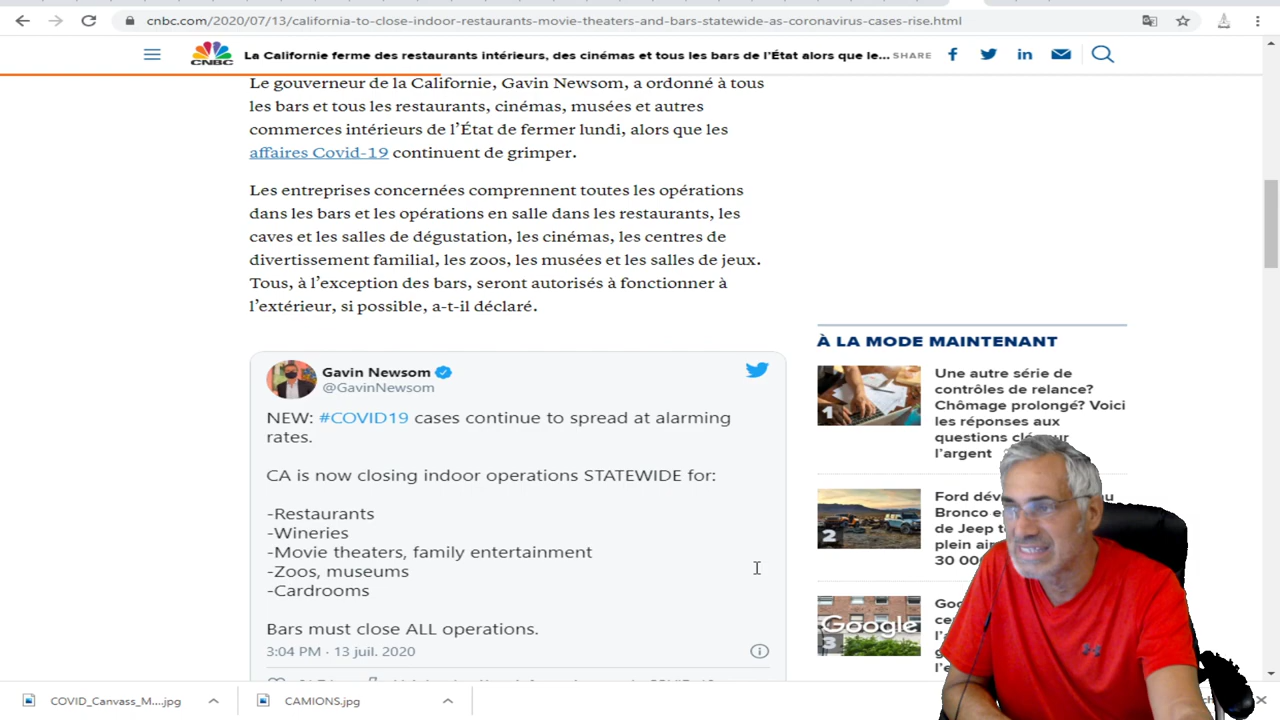 cnbc.com/2020/07/13/california-to-close-indoor-restaurants-movie-theaters-and-bars-statewide-as-coronavirus-cases-rise.html
CNBC
La Californie ferme des restaurants intérieurs, des cinémas et tous les bars de l'État alors que le...
SHARE
Le gouverneur de la Californie, Gavin Newsom, a ordonné à tous
les bars et tous les restaurants, cinémas, musées et autres
commerces intérieurs de l'État de fermer lundi, alors que les
affaires Covid-19 continuent de grimper.
Les entreprises concernées comprennent toutes les opérations
dans les bars et les opérations en salle dans les restaurants, les
caves et les salles de dégustation, les cinémas, les centres de
divertissement familial, les zoos, les musées et les salles de jeux.
Tous, à l'exception des bars, seront autorisés à fonctionner à
l'extérieur, si possible, a-t-il déclaré.
Gavin Newsom
@GavinNewsom
NEW: #COVID19 cases continue to spread at alarming
rates.
CA is now closing indoor operations STATEWIDE for:
-Restaurants
-Wineries
-Movie theaters, family entertainment
-Zoos, museums
-Cardrooms
Bars must close ALL operations.
3:04 PM · 13 juil. 2020
À LA MODE MAINTENANT
1
Une autre série de
contrôles de relance?
Chômage prolongé? Voici
les réponses aux
questions
l'argent
2
Ford
Bronco
de Jeep
plein
3
Google
COVID_Canvass_M....jpg
CAMIONS.jpg